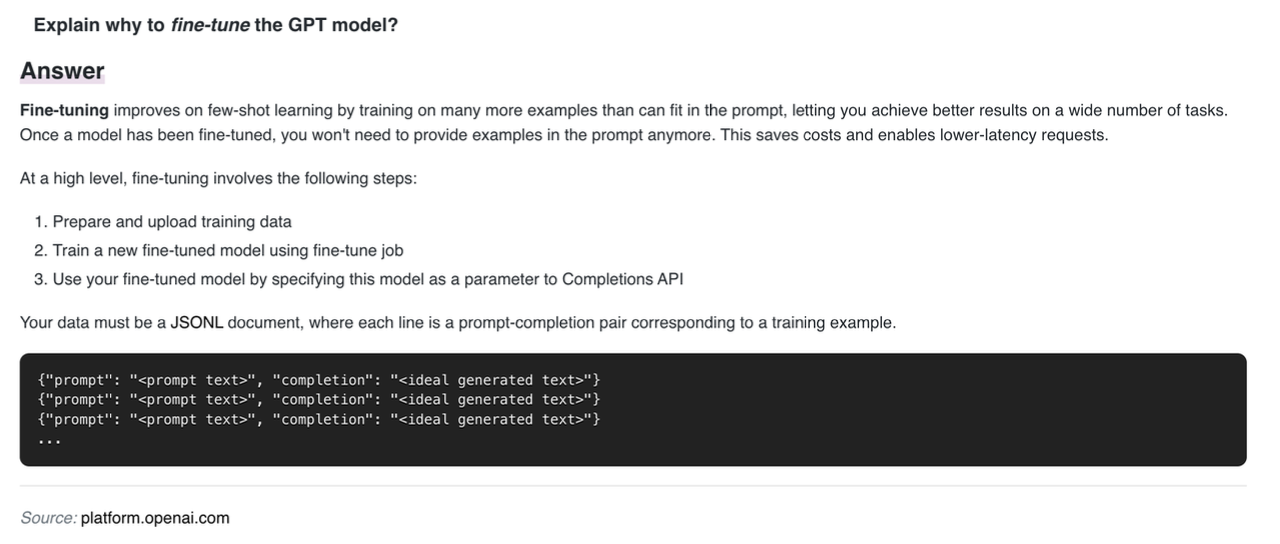 Explain why to fine-tune the GPT model?
Answer
Fine-tuning improves on few-shot learning by training on many more examples than can fit in the prompt, letting you achieve better results on a wide number of tasks.
Once a model has been fine-tuned, you won't need to provide examples in the prompt anymore. This saves costs and enables lower-latency requests.
At a high level, fine-tuning involves the following steps:
1. Prepare and upload training data
2. Train a new fine-tuned model using fine-tune job
3. Use your fine-tuned model by specifying this model as a parameter to Completions API
Your data must be a JSONL document, where each line is a prompt-completion pair corresponding to a training example.
{"prompt": "<prompt text>", "completion": "<ideal generated text>"}
{"prompt": "<prompt text>", "completion": "<ideal generated text>"}
{"prompt": "<prompt text>", "completion": "<ideal generated text>"}
...
Source: platform.openai.com